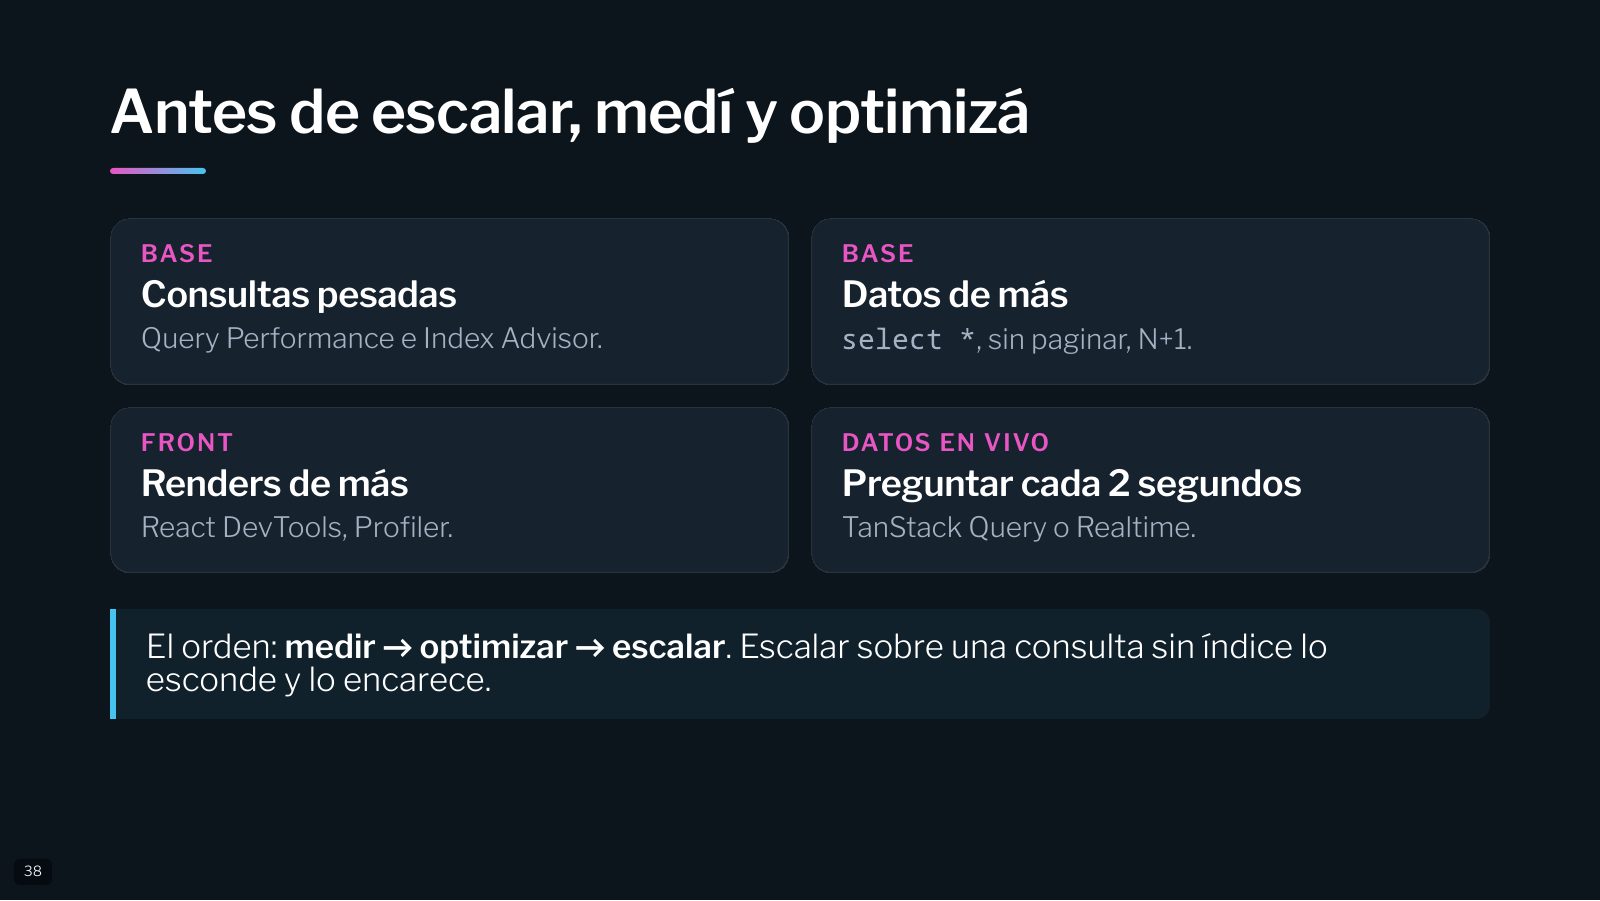 Antes de escalar, medí y optimizá
BASE
Consultas pesadas
Query Performance e Index Advisor.
BASE
Datos de más
select *, sin paginar, N+1.
FRONT
Renders de más
React DevTools, Profiler.
DATOS EN VIVO
Preguntar cada 2 segundos
TanStack Query o Realtime.
El orden: medir → optimizar → escalar. Escalar sobre una consulta sin índice lo
esconde y lo encarece.
38